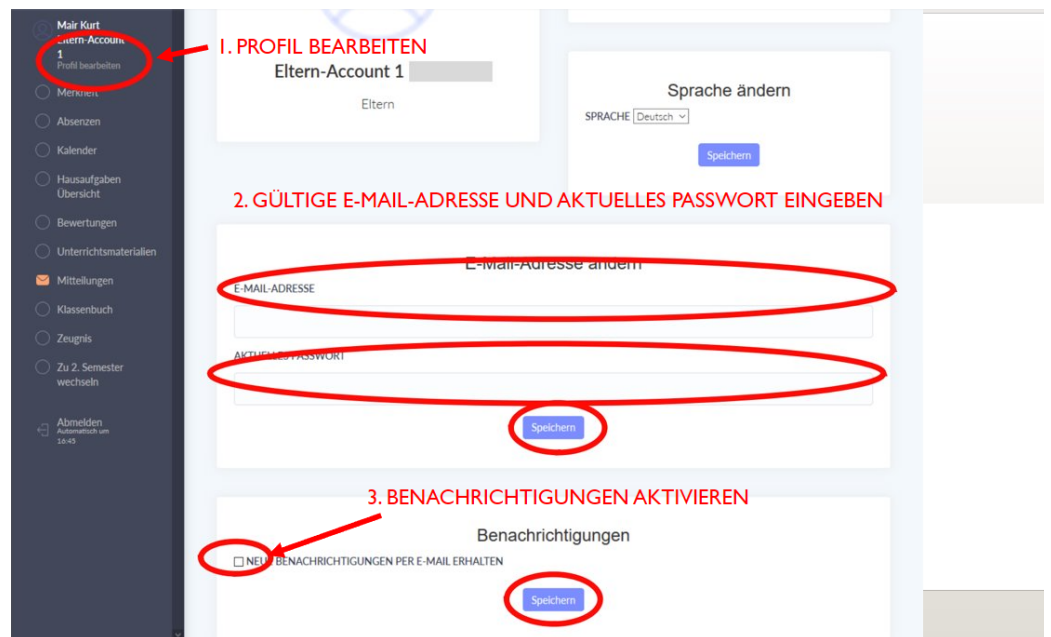 Mair Kurt
Eltern-Account
1
Profil bearbeiten
Merkheft
Absenzen
Kalender
Hausaufgaben
Übersicht
Bewertungen
Unterrichtsmaterialien
Mitteilungen
Klassenbuch
Zeugnis
Zu 2. Semester
wechseln
Abmelden
Automatisch um
16:45
1. PROFIL BEARBEITEN
Eltern-Account 1
Eltern
Sprache ändern
SPRACHE Deutsch
Speichern
2. GÜLTIGE E-MAIL-ADRESSE UND AKTUELLES PASSWORT EINGEBEN
E-Mail-Adresse ändern
E-MAIL-ADRESSE
AKTUELLES PASSWORT
Speichern
3. BENACHRICHTIGUNGEN AKTIVIEREN
Benachrichtigungen
NEUE BENACHRICHTIGUNGEN PER E-MAIL ERHALTEN
Speichern